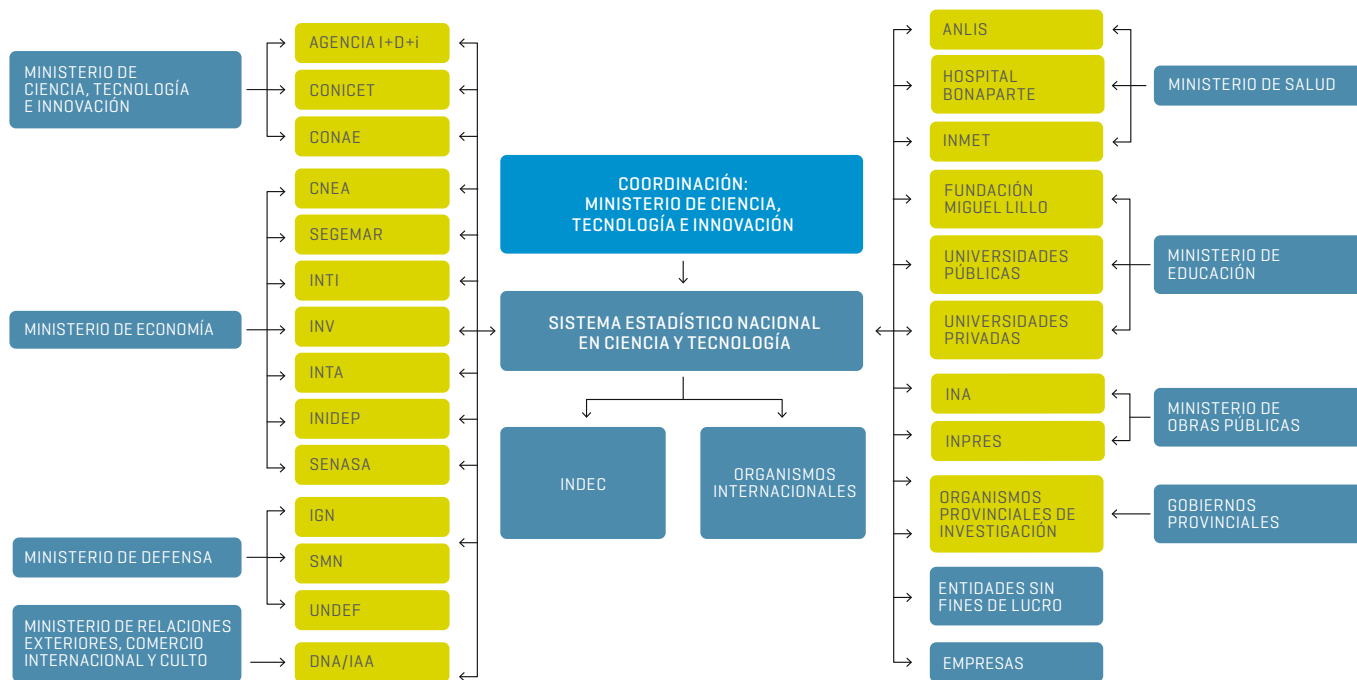 MINISTERIO DE
CIENCIA, TECNOLOGÍA
E INNOVACIÓN
AGENCIA I+D+i
CONICET
CONAE
MINISTERIO DE ECONOMÍA
CNEA
SEGEMAR
INTI
INV
INTA
INIDEP
SENASA
MINISTERIO DE DEFENSA
IGN
SMN
UNDEF
MINISTERIO DE RELACIONES
EXTERIORES, COMERCIO
INTERNACIONAL Y CULTO
DNA/IAA
COORDINACIÓN:
MINISTERIO DE CIENCIA,
TECNOLOGÍA E INNOVACIÓN
SISTEMA ESTADÍSTICO NACIONAL
EN CIENCIA Y TECNOLOGÍA
INDEC
ORGANISMOS
INTERNACIONALES
ANLIS
HOSPITAL
BONAPARTE
INMET
MINISTERIO DE SALUD
FUNDACIÓN
MIGUEL LILLO
UNIVERSIDADES
PÚBLICAS
UNIVERSIDADES
PRIVADAS
MINISTERIO DE
EDUCACIÓN
INA
INPRES
MINISTERIO DE
OBRAS PÚBLICAS
ORGANISMOS
PROVINCIALES DE
INVESTIGACIÓN
GOBIERNOS
PROVINCIALES
ENTIDADES SIN
FINES DE LUCRO
EMPRESAS